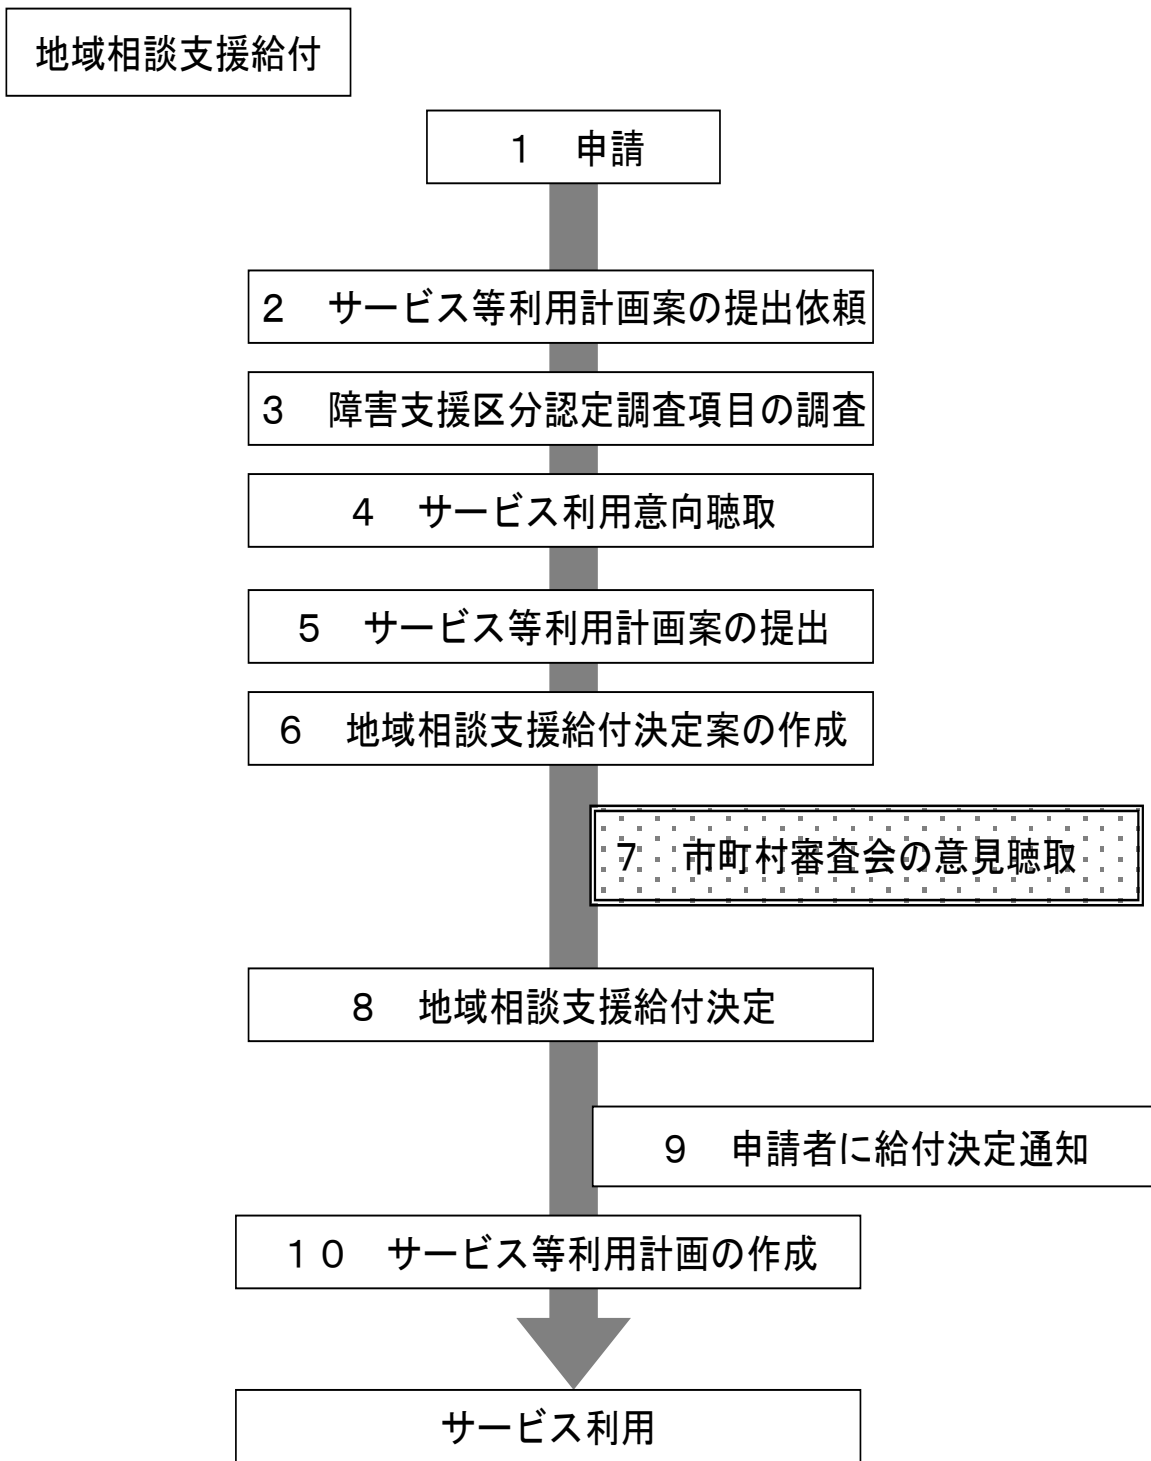 地域相談支援給付
１　申請
２　サービス等利用計画案の提出依頼
３　障害支援区分認定調査項目の調査
４　サービス利用意向聴取
５　サービス等利用計画案の提出
６　地域相談支援給付決定案の作成
７　市町村審査会の意見聴取
８　地域相談支援給付決定
９　申請者に給付決定通知
１０　サービス等利用計画の作成
サービス利用